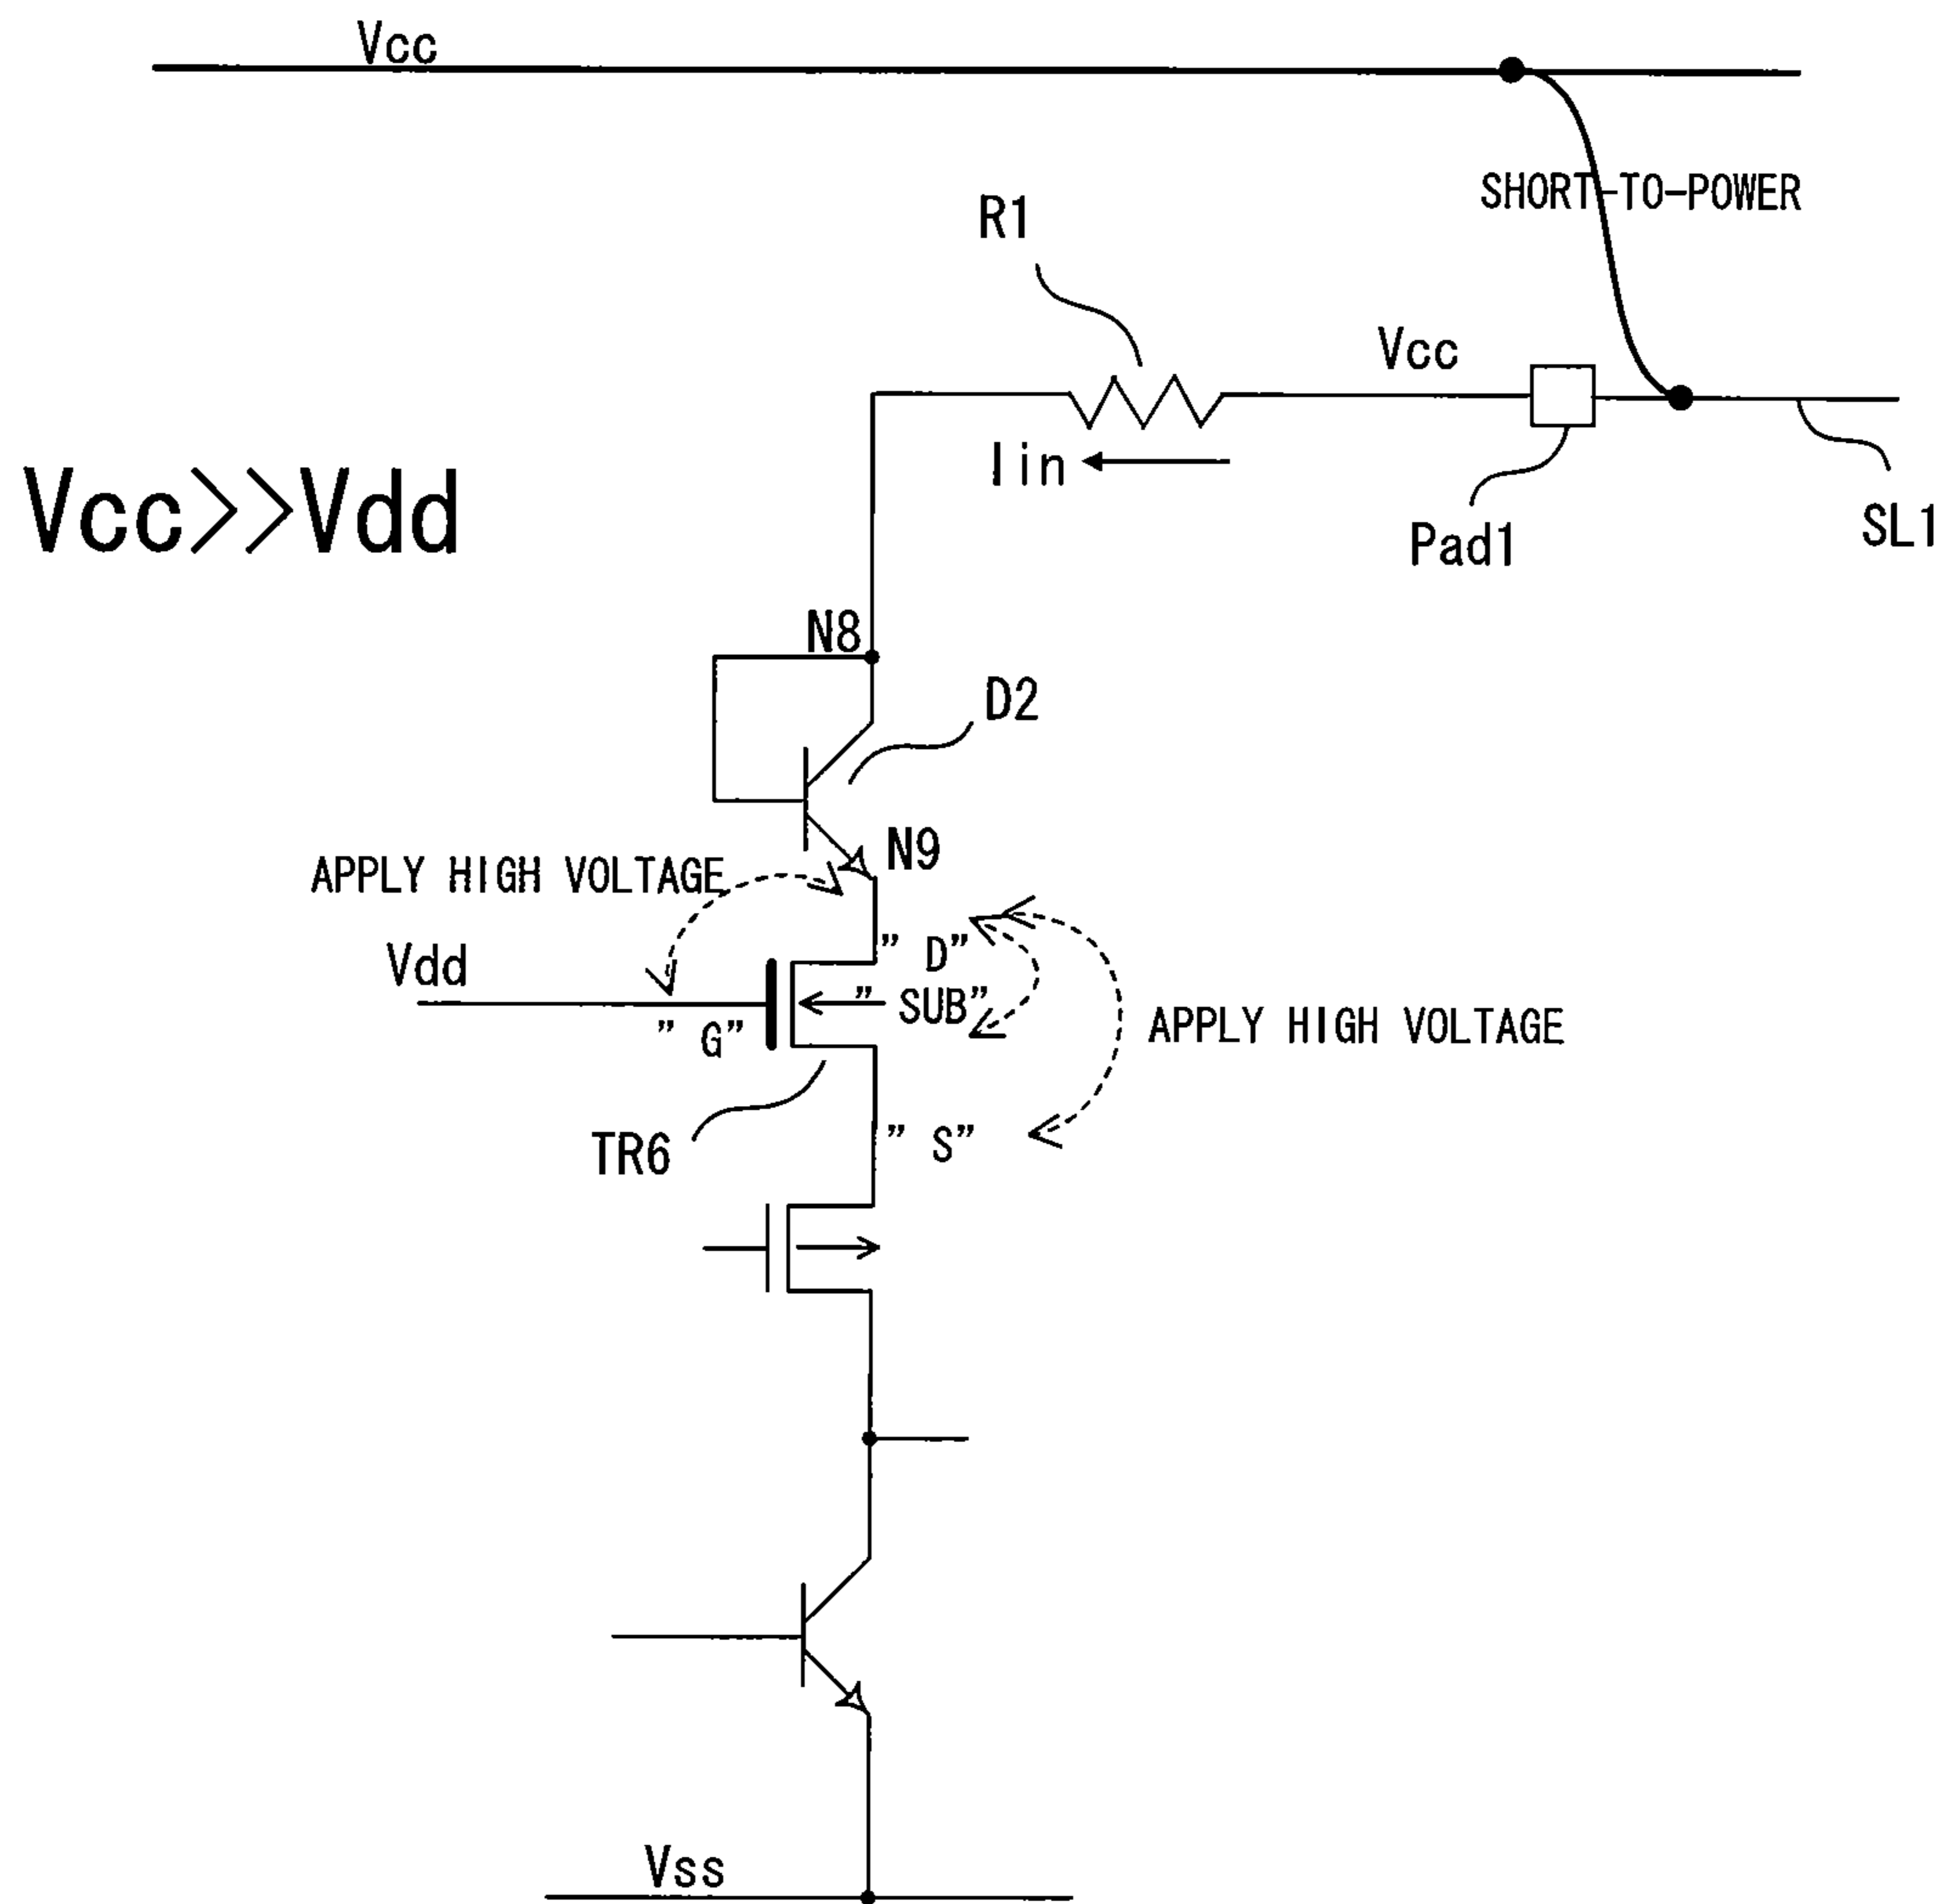 Vcc
SHORT-TO-POWER
R1
Vcc
Iin
Vcc>>Vdd
Pad1
SL1
N8
D2
N9
APPLY HIGH VOLTAGE
" D"
Vdd
" SUB"
" G"
APPLY HIGH VOLTAGE
TR6
" S"
Vss